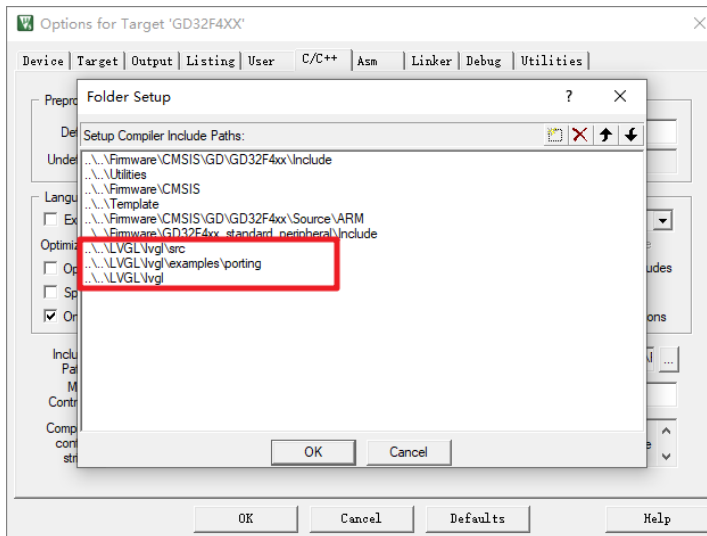 Options for Target 'GD32F4XX'
Device Target Output Listing User C/C++ Asm Linker Debug Utilities
Folder Setup
Setup Compiler Include Paths:
..\..\Firmware\CMSIS\GD\GD32F4xx\Include
..\..\Utilities
..\..\Firmware\CMSIS
..\..\Template
..\..\Firmware\CMSIS\GD\GD32F4xx\Source\ARM
..\..\Firmware\GD32F4xx_standard_peripheral\Include
..\..\LVGL\lvgl\src
..\..\LVGL\lvgl\examples\porting
..\..\LVGL\lvgl
OK Cancel
OK Cancel Defaults Help